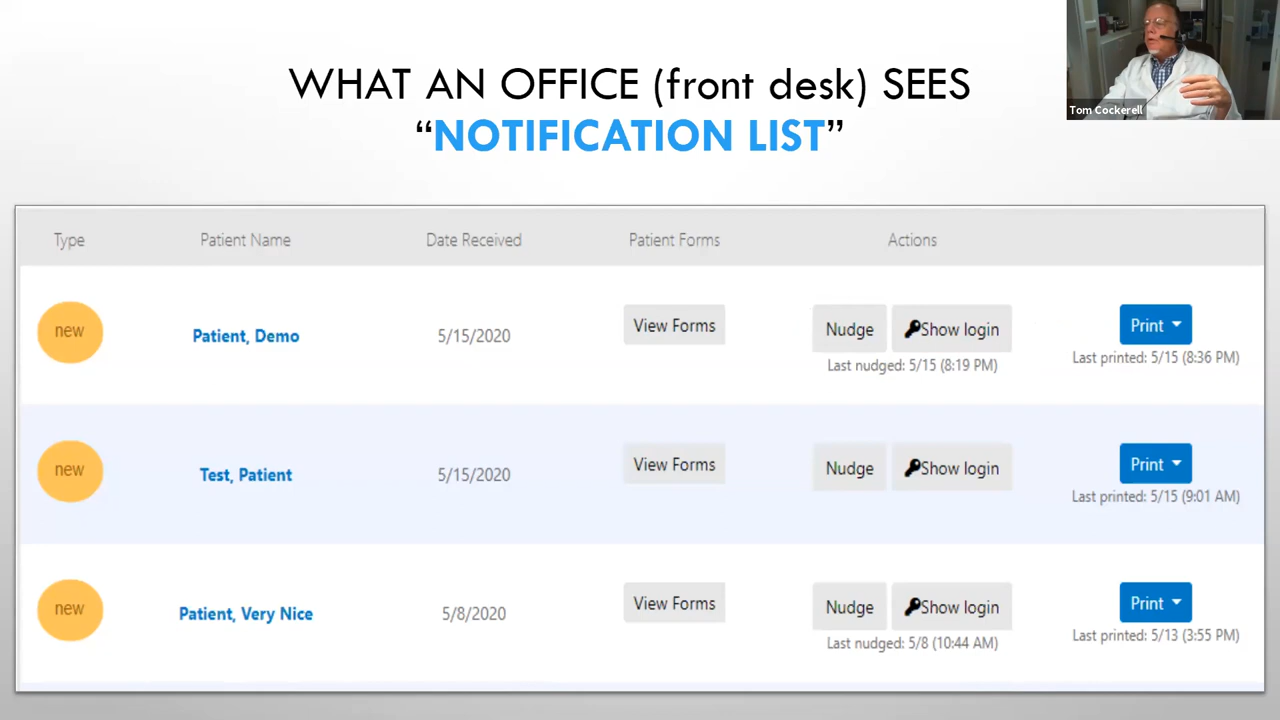 WHAT AN OFFICE (front desk) SEES
“NOTIFICATION LIST”
Tom Cockerell
Type Patient Name Date Received Patient Forms Actions
new Patient, Demo 5/15/2020 View Forms Nudge Show login Print
Last nudged: 5/15 (8:19 PM) Last printed: 5/15 (8:36 PM)
new Test, Patient 5/15/2020 View Forms Nudge Show login Print
Last printed: 5/15 (9:01 AM)
new Patient, Very Nice 5/8/2020 View Forms Nudge Show login Print
Last nudged: 5/8 (10:44 AM) Last printed: 5/13 (3:55 PM)